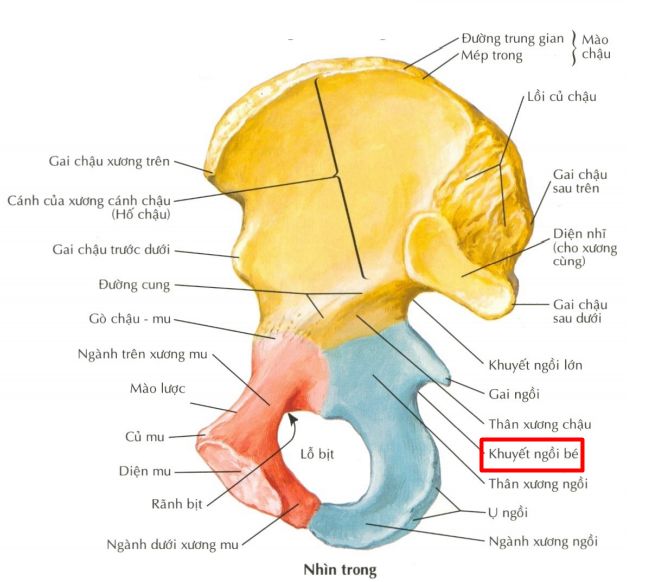 Đường trung gian
Mép trong
Mào
chậu
Lồi củ chậu
Gai chậu xương trên
Gai chậu
sau trên
Cánh của xương cánh chậu
(Hố chậu)
Diện nhĩ
(cho xương
cùng)
Gai chậu trước dưới
Đường cung
Gai chậu
sau dưới
Gò chậu - mu
Ngành trên xương mu
Khuyết ngồi lớn
Mào lược
Gai ngồi
Thân xương chậu
Củ mu
Lỗ bịt
Khuyết ngồi bé
Diện mu
Thân xương ngồi
Rãnh bịt
Ụ ngồi
Ngành dưới xương mu
Ngành xương ngồi
Nhìn trong